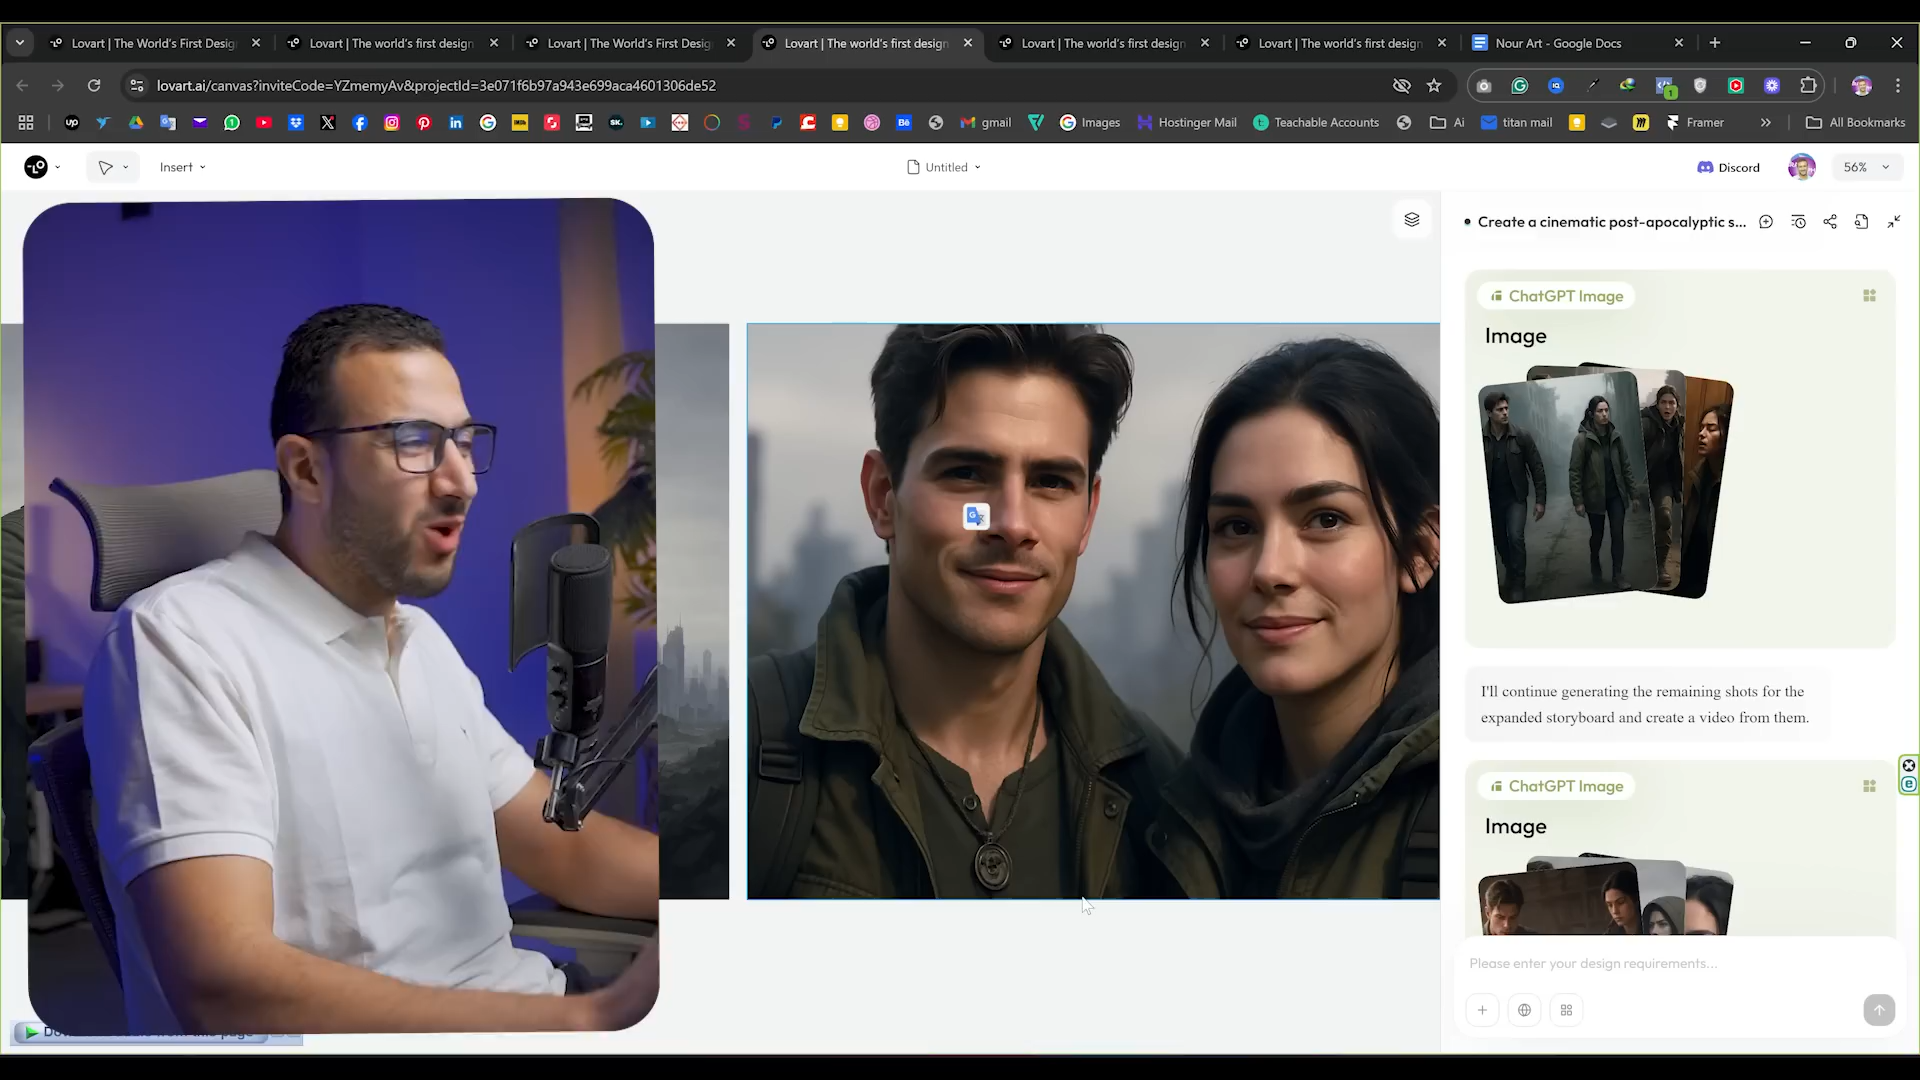 Lovart | The World's First Desig
Lovart | The world's first design
Lovart | The World's First Desig
Lovart | The world's first design
Lovart | The world's first design
Lovart | The world's first design
Nour Art - Google Docs
lovart.ai/canvas?inviteCode=YZmemyAv&projectId=3e071f6b97a943e699aca4601306de52
gmail
Images
Hostinger Mail
Teachable Accounts
Ai
titan mail
Framer
All Bookmarks
Insert
Untitled
Discord
56%
Create a cinematic post-apocalyptic s...
ChatGPT Image
Image
I'll continue generating the remaining shots for the
expanded storyboard and create a video from them.
ChatGPT Image
Image
Please enter your design requirements...